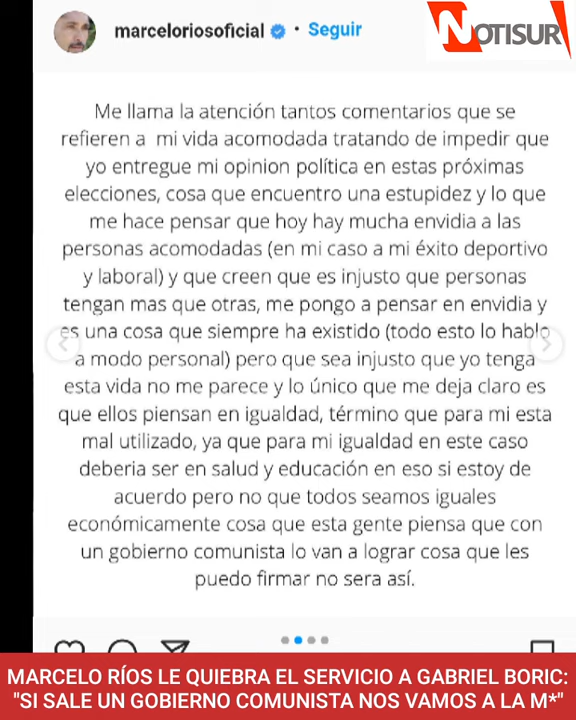 marceloriosoficial • Seguir
NOTISUR
Me llama la atención tantos comentarios que se
refieren a mi vida acomodada tratando de impedir que
yo entregue mi opinion política en estas próximas
elecciones, cosa que encuentro una estupidez y lo que
me hace pensar que hoy hay mucha envidia a las
personas acomodadas (en mi caso a mi éxito deportivo
y laboral) y que creen que es injusto que personas
tengan mas que otras, me pongo a pensar en envidia y
es una cosa que siempre ha existido (todo esto lo hablo
a modo personal) pero que sea injusto que yo tenga
esta vida no me parece y lo único que me deja claro es
que ellos piensan en igualdad, término que para mi esta
mal utilizado, ya que para mi igualdad en este caso
deberia ser en salud y educación en eso si estoy de
acuerdo pero no que todos seamos iguales
económicamente cosa que esta gente piensa que con
un gobierno comunista lo van a lograr cosa que les
puedo firmar no sera así.
MARCELO RÍOS LE QUIEBRA EL SERVICIO A GABRIEL BORIC:
"SI SALE UN GOBIERNO COMUNISTA NOS VAMOS A LA M*"